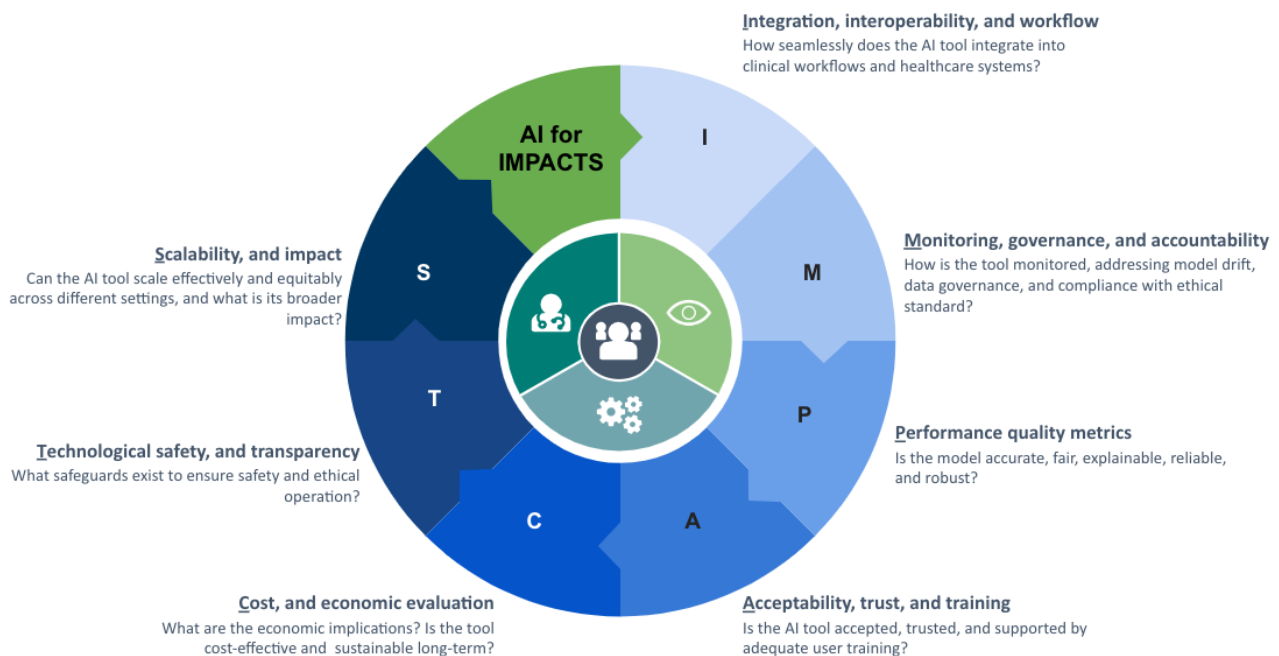 Integration, interoperability, and workflow
How seamlessly does the AI tool integrate into
clinical workflows and healthcare systems?
AI for
IMPACTS
I
M
P
A
C
T
S
Monitoring, governance, and accountability
How is the tool monitored, addressing model drift,
data governance, and compliance with ethical
standard?
Performance quality metrics
Is the model accurate, fair, explainable, reliable,
and robust?
Acceptability, trust, and training
Is the AI tool accepted, trusted, and supported by
adequate user training?
Cost, and economic evaluation
What are the economic implications? Is the tool
cost-effective and sustainable long-term?
Technological safety, and transparency
What safeguards exist to ensure safety and ethical
operation?
Scalability, and impact
Can the AI tool scale effectively and equitably
across different settings, and what is its broader
impact?